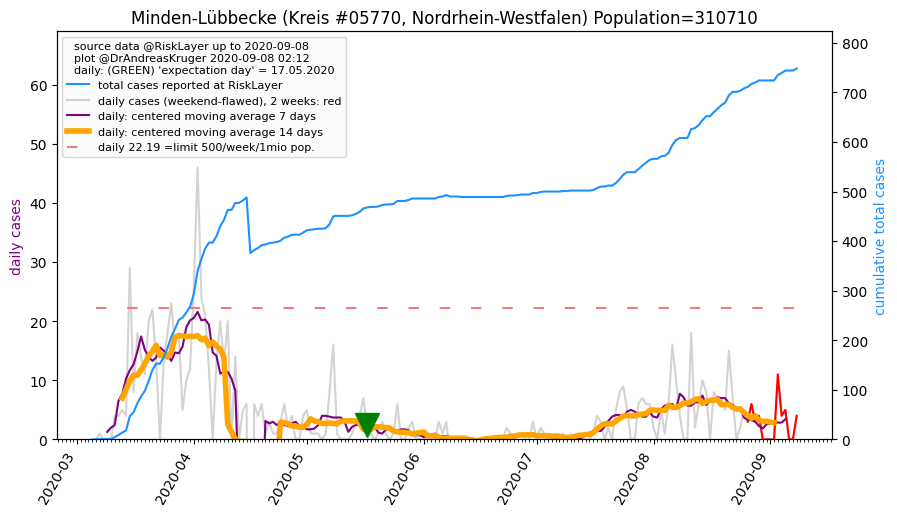 Minden-Lübbecke (Kreis #05770, Nordrhein-Westfalen) Population=310710
source data @RiskLayer up to 2020-09-08
plot @DrAndreasKruger 2020-09-08 02:12
daily: (GREEN) 'expectation day' = 17.05.2020
total cases reported at RiskLayer
daily cases (weekend-flawed), 2 weeks: red
daily: centered moving average 7 days
daily: centered moving average 14 days
daily 22.19 =limit 500/week/1mio pop.
daily cases
60
50
40
30
20
10
0
cumulative total cases
800
700
600
500
400
300
200
100
0
2020-03
2020-04
2020-05
2020-06
2020-07
2020-08
2020-09